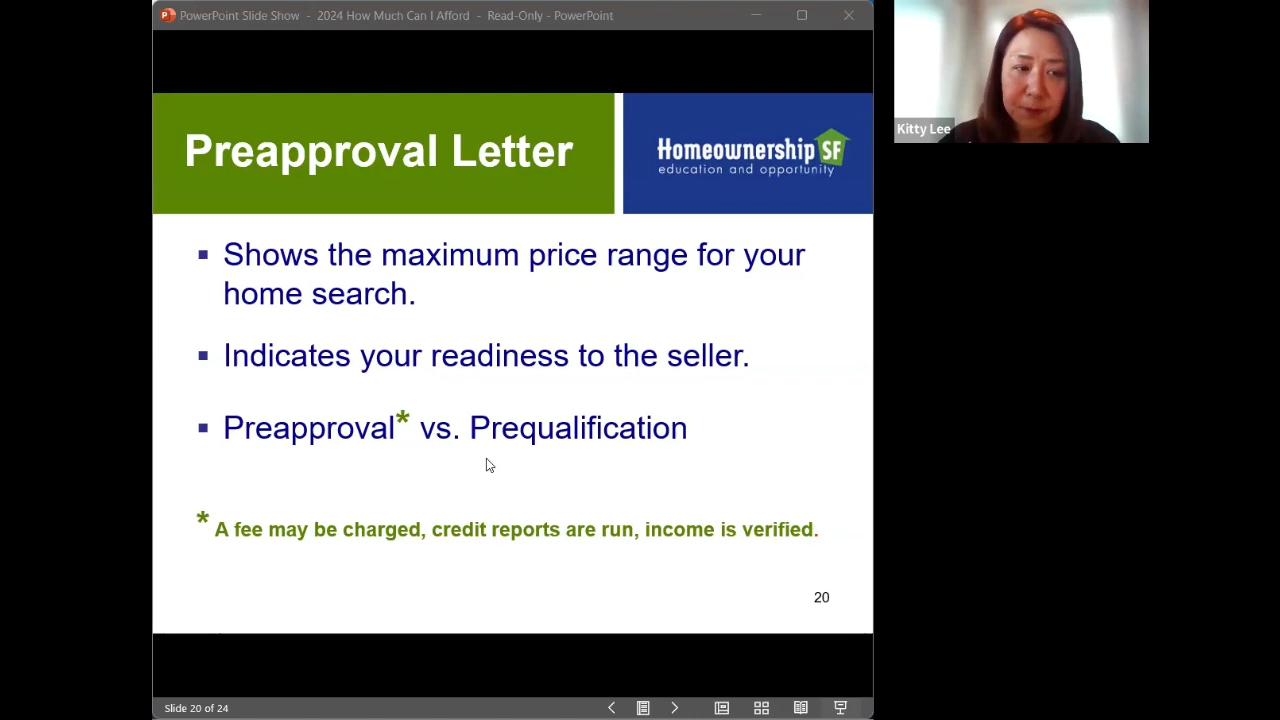 PowerPoint Slide Show - 2024 How Much Can I Afford - Read-Only - PowerPoint
Kitty Lee
Preapproval Letter
Homeownership SF
education and opportunity
▪ Shows the maximum price range for your
home search.
▪ Indicates your readiness to the seller.
▪ Preapproval* vs. Prequalification
* A fee may be charged, credit reports are run, income is verified.
20
Slide 20 of 24